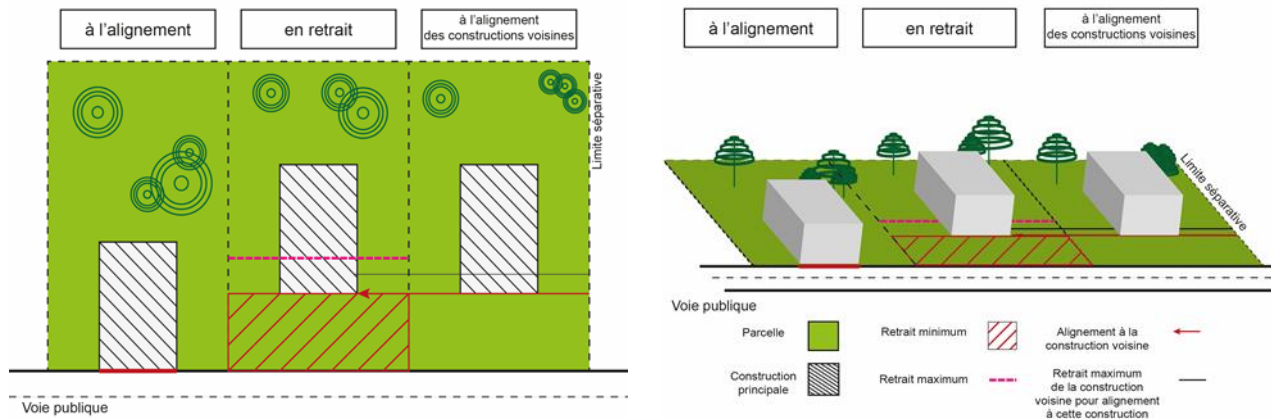 à l'alignement
en retrait
à l'alignement
des constructions voisines
Limite séparative
Voie publique
à l'alignement
en retrait
à l'alignement
des constructions voisines
Limite séparative
Voie publique
Parcelle
Retrait minimum
Alignement à la
construction voisine
Construction
principale
Retrait maximum
Retrait maximum
de la construction
voisine pour alignement
à cette construction